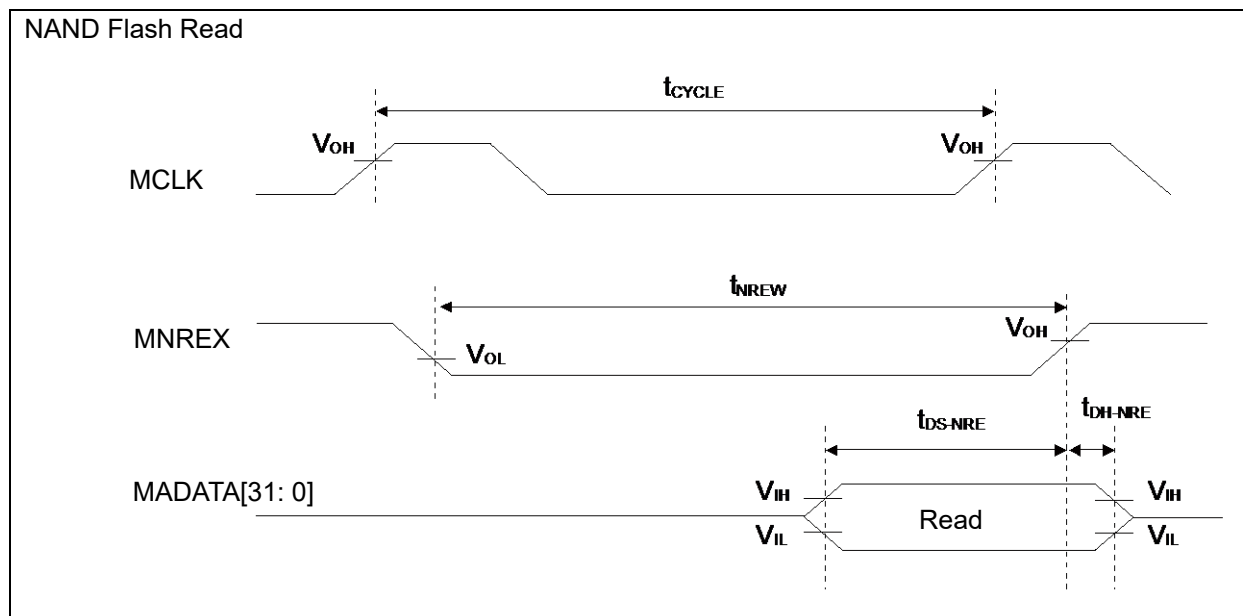 NAND Flash Read
tCYCLE
VOH VOH
MCLK
tNREW
MNREX
VOL
VOH
tDS-NRE tDH-NRE
MADATA[31: 0]
VIH VIH
Read
VIL VIL